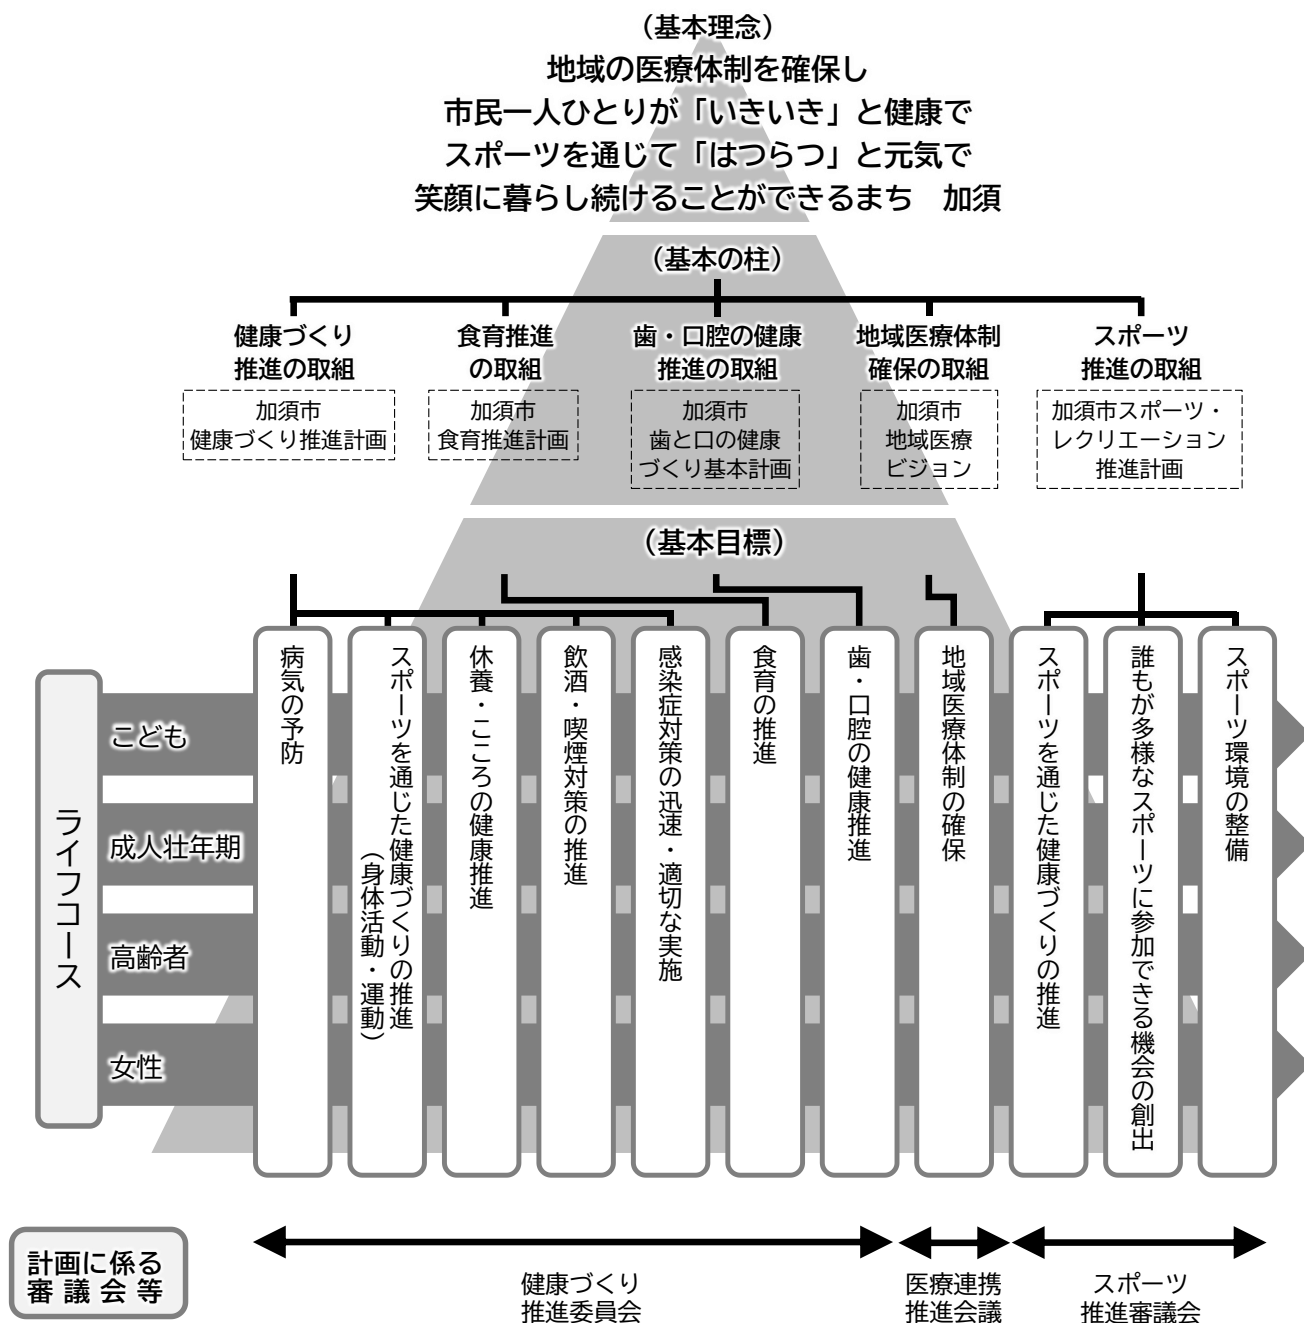 （基本理念）
地域の医療体制を確保し
市民一人ひとりが「いきいき」と健康で
スポーツを通じて「はつらつ」と元気で
笑顔に暮らし続けることができるまち　加須
（基本の柱）
健康づくり
推進の取組
食育推進
の取組
歯・口腔の健康
推進の取組
地域医療体制
確保の取組
スポーツ
推進の取組
加須市
健康づくり推進計画
加須市
食育推進計画
加須市
歯と口の健康
づくり基本計画
加須市
地域医療
ビジョン
加須市スポーツ・
レクリエーション
推進計画
（基本目標）
病気の予防
スポーツを通じた健康づくりの推進
（身体活動・運動）
休養・こころの健康推進
飲酒・喫煙対策の推進
感染症対策の迅速・適切な実施
食育の推進
歯・口腔の健康推進
地域医療体制の確保
スポーツを通じた健康づくりの推進
誰もが多様なスポーツに参加できる機会の創出
スポーツ環境の整備
ライフコース
こども
成人壮年期
高齢者
女性
計画に係る
審議会等
健康づくり
推進委員会
医療連携
推進会議
スポーツ
推進審議会